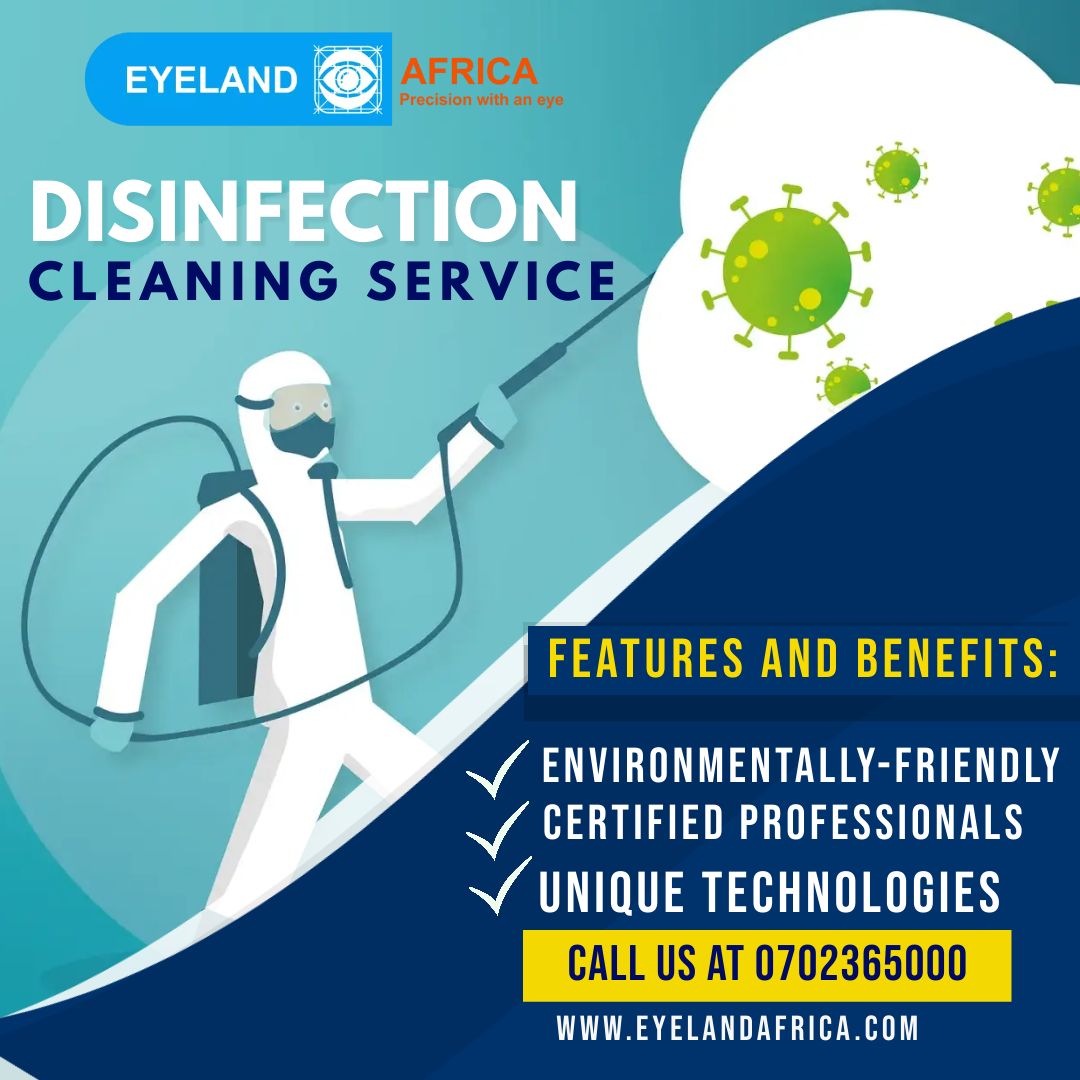 EYELAND AFRICA
Precision with an eye
DISINFECTION
CLEANING SERVICE
FEATURES AND BENEFITS:
ENVIRONMENTALLY-FRIENDLY
CERTIFIED PROFESSIONALS
UNIQUE TECHNOLOGIES
CALL US AT 0702365000
WWW.EYELANDAFRICA.COM